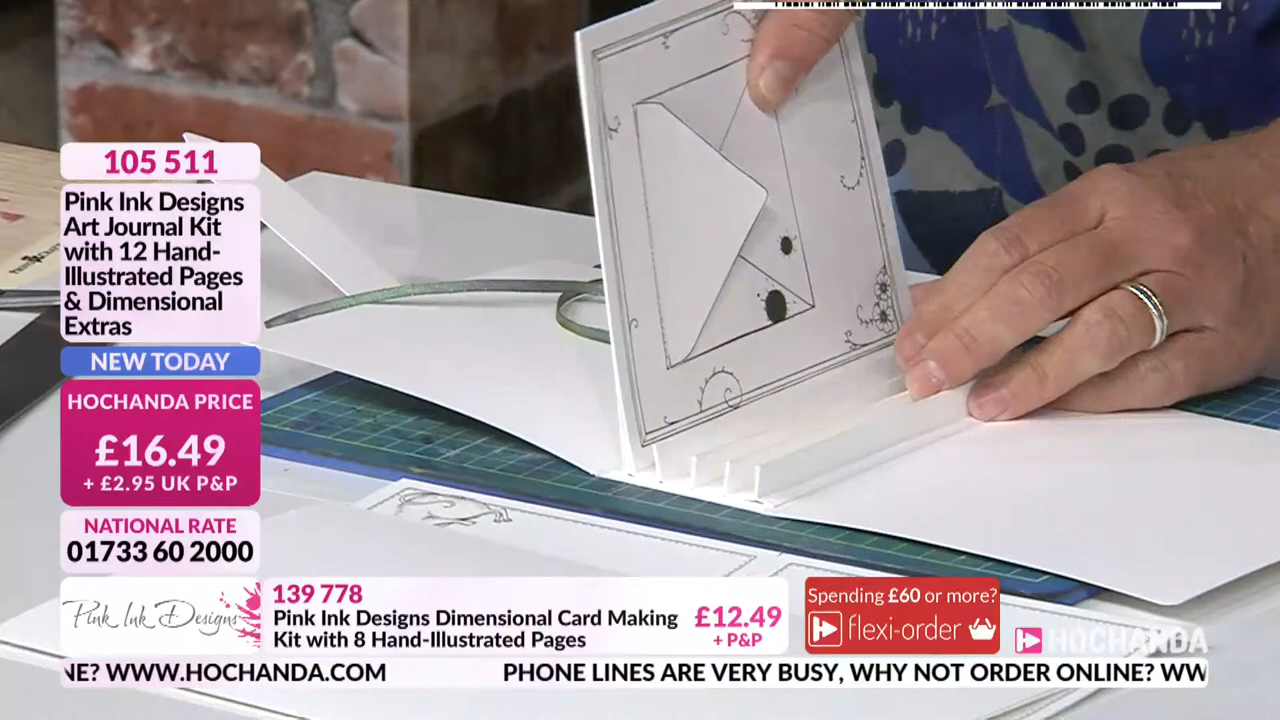 105 511
Pink Ink Designs
Art Journal Kit
with 12 Hand-
Illustrated Pages
& Dimensional
Extras
NEW TODAY
HOCHANDA PRICE
£16.49
+ £2.95 UK P&P
NATIONAL RATE
01733 60 2000
Pink Ink Designs
139 778
Pink Ink Designs Dimensional Card Making
Kit with 8 Hand-Illustrated Pages
£12.49
+ P&P
Spending £60 or more?
flexi-order
HOCHANDA
NE? WWW.HOCHANDA.COM PHONE LINES ARE VERY BUSY, WHY NOT ORDER ONLINE? WW